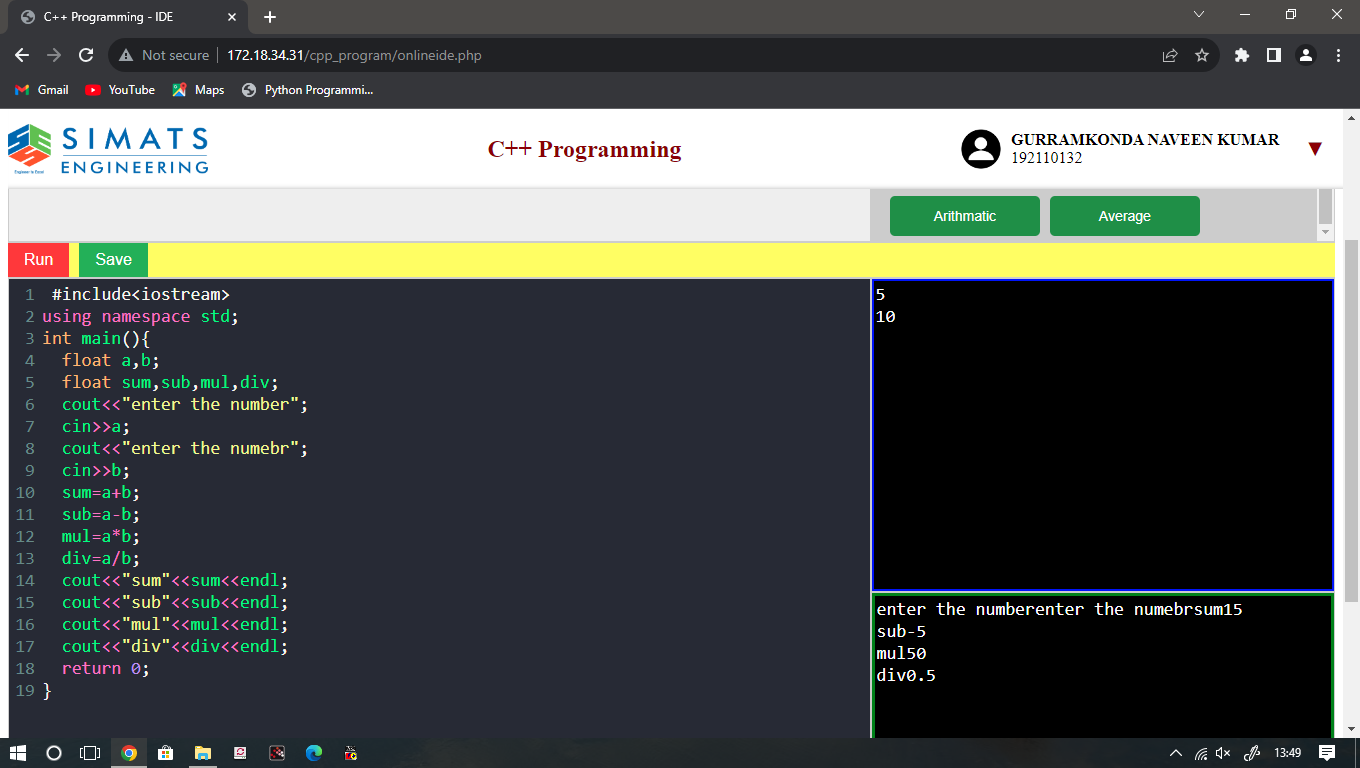 C++ Programming - IDE
Not secure | 172.18.34.31/cpp_program/onlineide.php
Gmail YouTube Maps Python Programmi...
SIMATS
ENGINEERING
Engineer to Excel
C++ Programming
GURRAMKONDA NAVEEN KUMAR
192110132
Arithmatic Average
Run Save
1 #include<iostream>
2 using namespace std;
3 int main(){
4 float a,b;
5 float sum,sub,mul,div;
6 cout<<"enter the number";
7 cin>>a;
8 cout<<"enter the numebr";
9 cin>>b;
10 sum=a+b;
11 sub=a-b;
12 mul=a*b;
13 div=a/b;
14 cout<<"sum"<<sum<<endl;
15 cout<<"sub"<<sub<<endl;
16 cout<<"mul"<<mul<<endl;
17 cout<<"div"<<div<<endl;
18 return 0;
19 }
5
10
enter the numberenter the numebrsum15
sub-5
mul50
div0.5
13:49